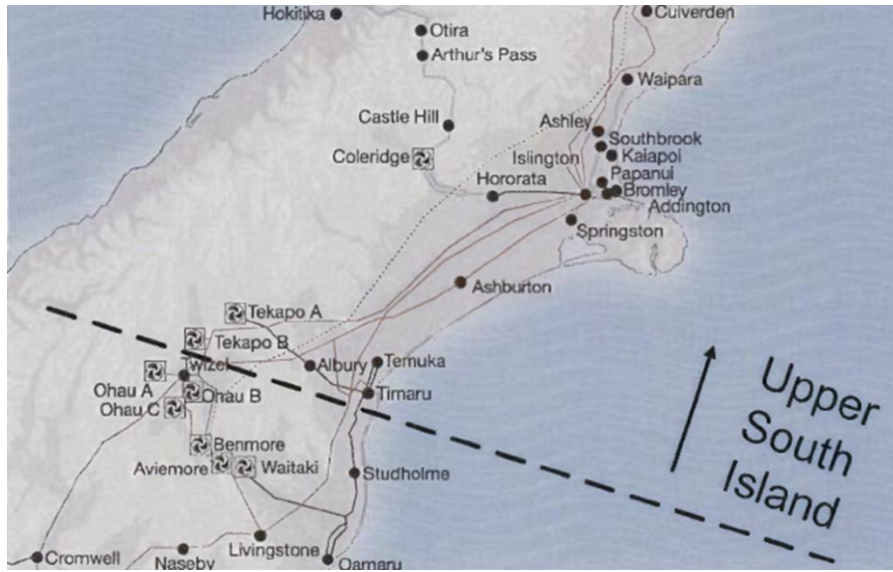 Hokitika
Otira
Culverden
Arthur's Pass
Waipara
Castle Hill
Ashley
Southbrook
Coleridge
Islington
Kaiapoi
Papanui
Hororata
Bromley
Addington
Springston
Ashburton
Tekapo A
Tekapo B
Twizel
Albury
Temuka
Ohau A
Ohau B
Timaru
Ohau C
Upper
South
Island
Benmore
Aviemore
Waitaki
Studholme
Livingstone
Cromwell
Naseby
Oamaru